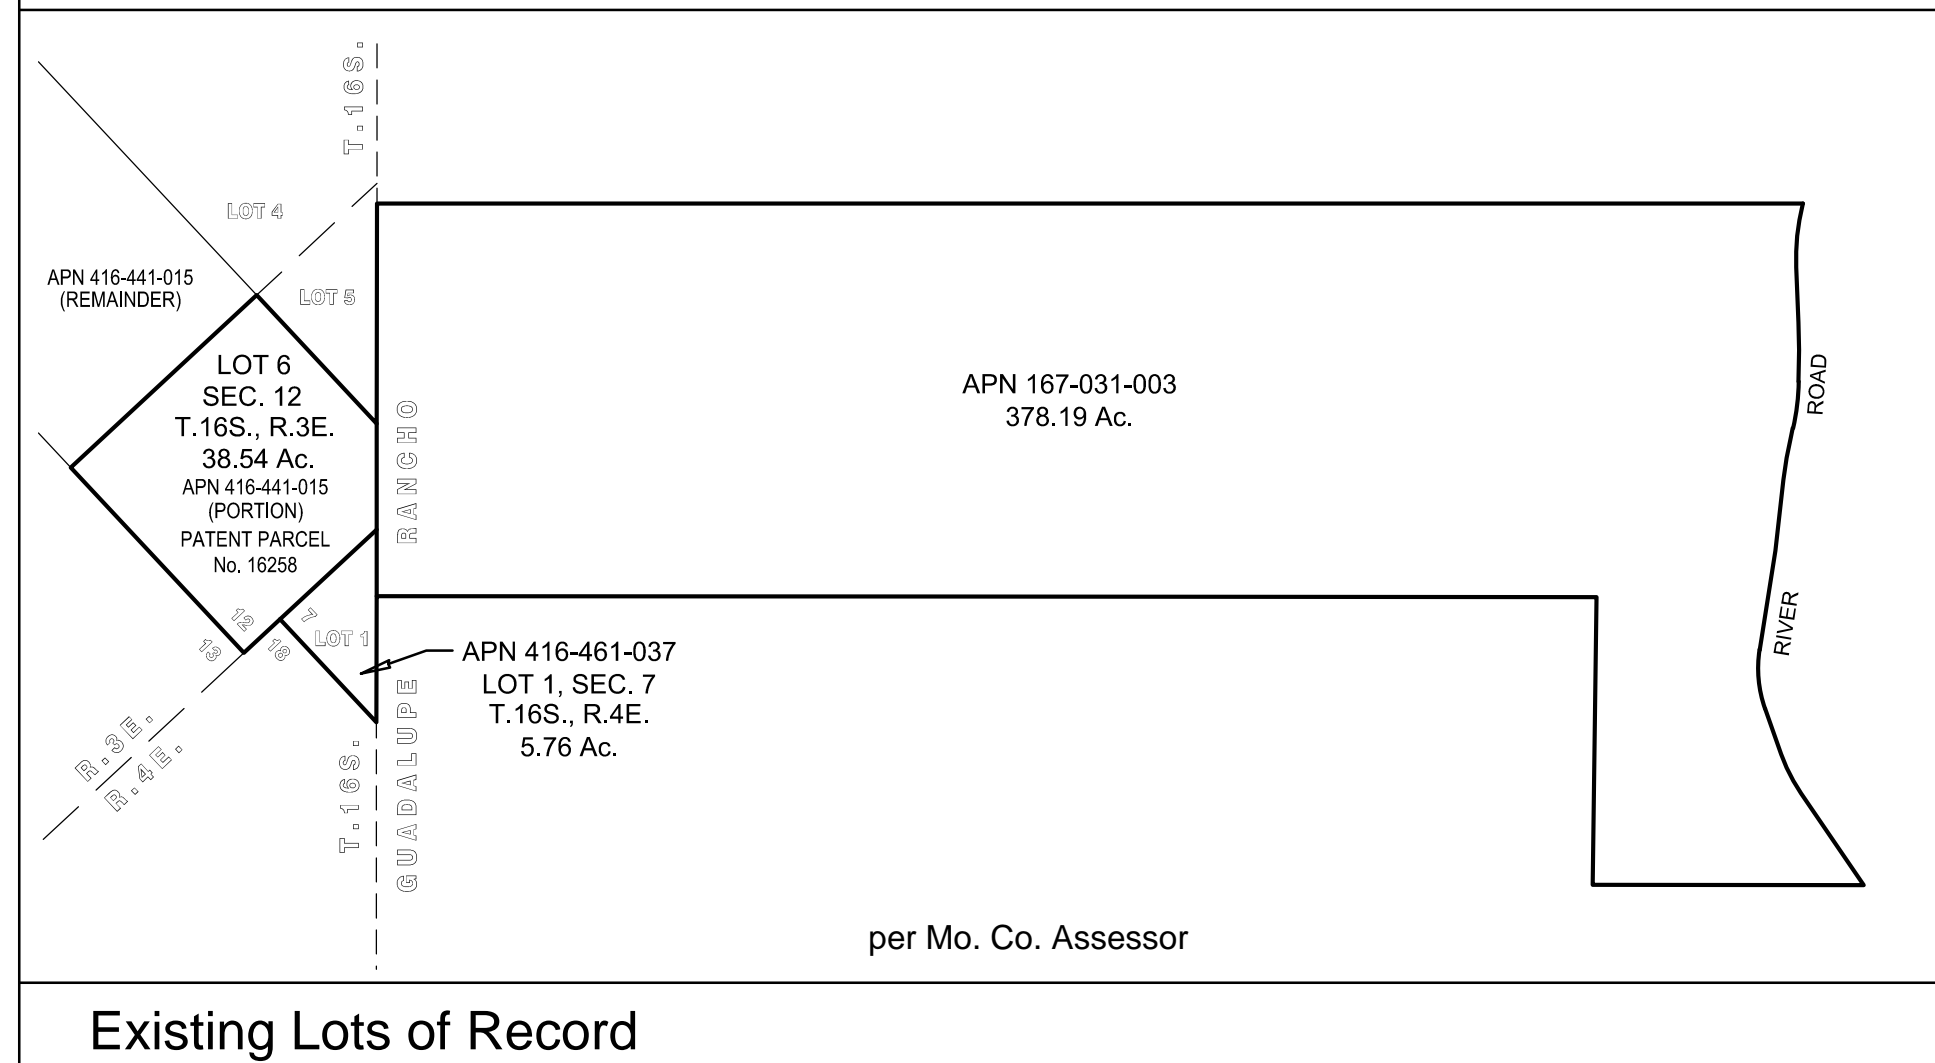 T.16S.
LOT 4
APN 416-441-015
(REMAINDER)
LOT 5
LOT 6
SEC. 12
T.16S., R.3E.
38.54 Ac.
APN 416-441-015
(PORTION)
PATENT PARCEL
No. 16258
RANCHO
APN 167-031-003
378.19 Ac.
ROAD
RIVER
12
7
13
18
LOT 1
APN 416-461-037
LOT 1, SEC. 7
T.16S., R.4E.
5.76 Ac.
R.3E.
R.4E.
T.16S.
GUADALUPE
per Mo. Co. Assessor
Existing Lots of Record